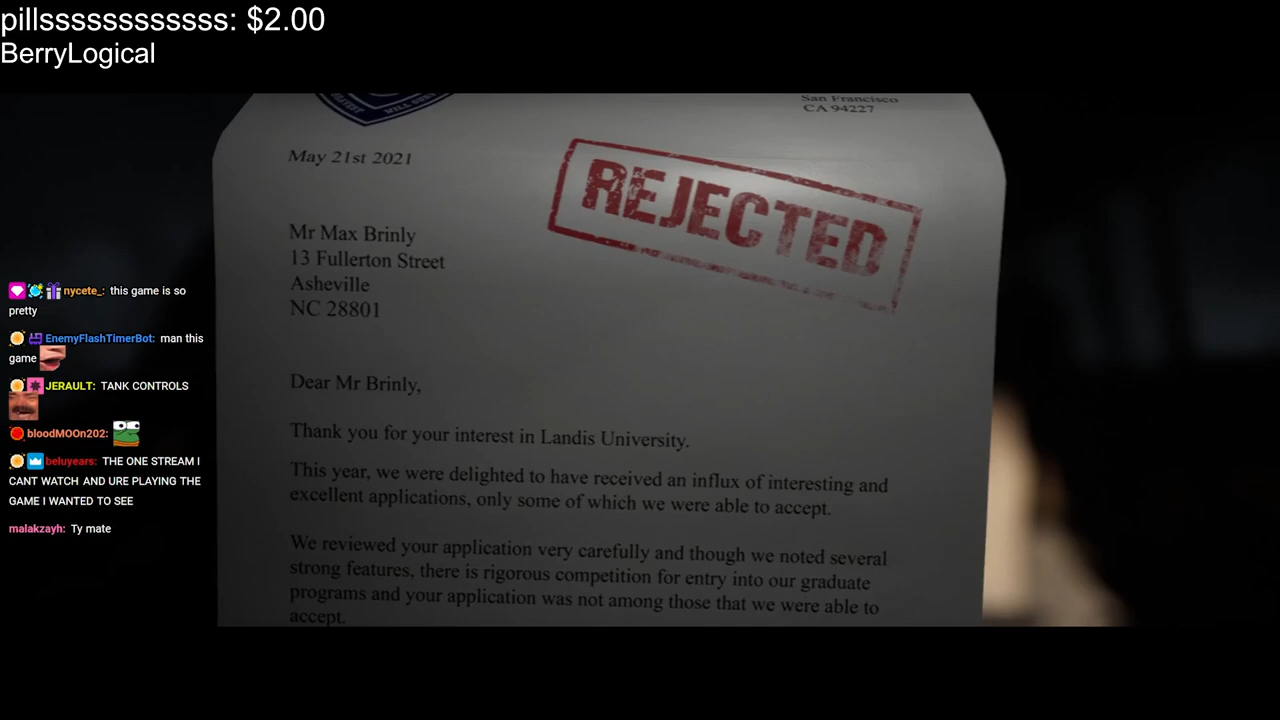 pillsssssssssssss: $2.00
BerryLogical
San Francisco
CA 94227
May 21st 2021
REJECTED
Mr Max Brinly
13 Fullerton Street
Asheville
NC 28801
Dear Mr Brinly,
Thank you for your interest in Landis University.
This year, we were delighted to have received an influx of interesting and
excellent applications, only some of which we were able to accept.
We reviewed your application very carefully and though we noted several
strong features, there is rigorous competition for entry into our graduate
programs and your application was not among those that we were able to
accept.
nycete_: this game is so
pretty
EnemyFlashTimerBot: man this
game
JERAULT: TANK CONTROLS
bloodMOOn202:
beluyears: THE ONE STREAM I
CANT WATCH AND URE PLAYING THE
GAME I WANTED TO SEE
malakzayh: Ty mate